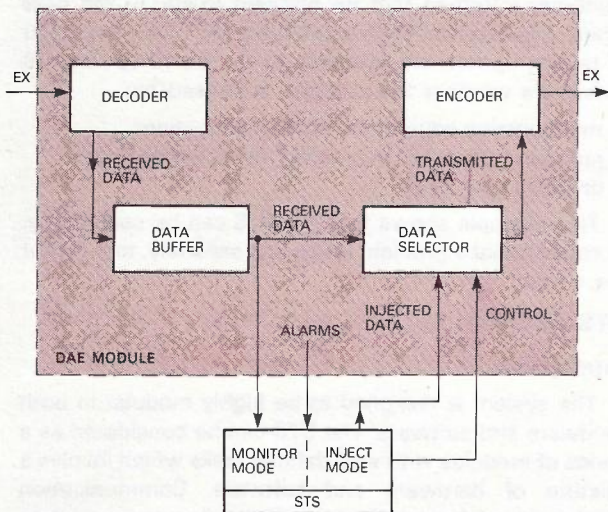 EX
DECODER
ENCODER
EX
RECEIVED
DATA
TRANSMITTED
DATA
DATA
BUFFER
RECEIVED
DATA
DATA
SELECTOR
ALARMS
INJECTED
DATA
CONTROL
DAE MODULE
MONITOR
MODE
INJECT
MODE
STS